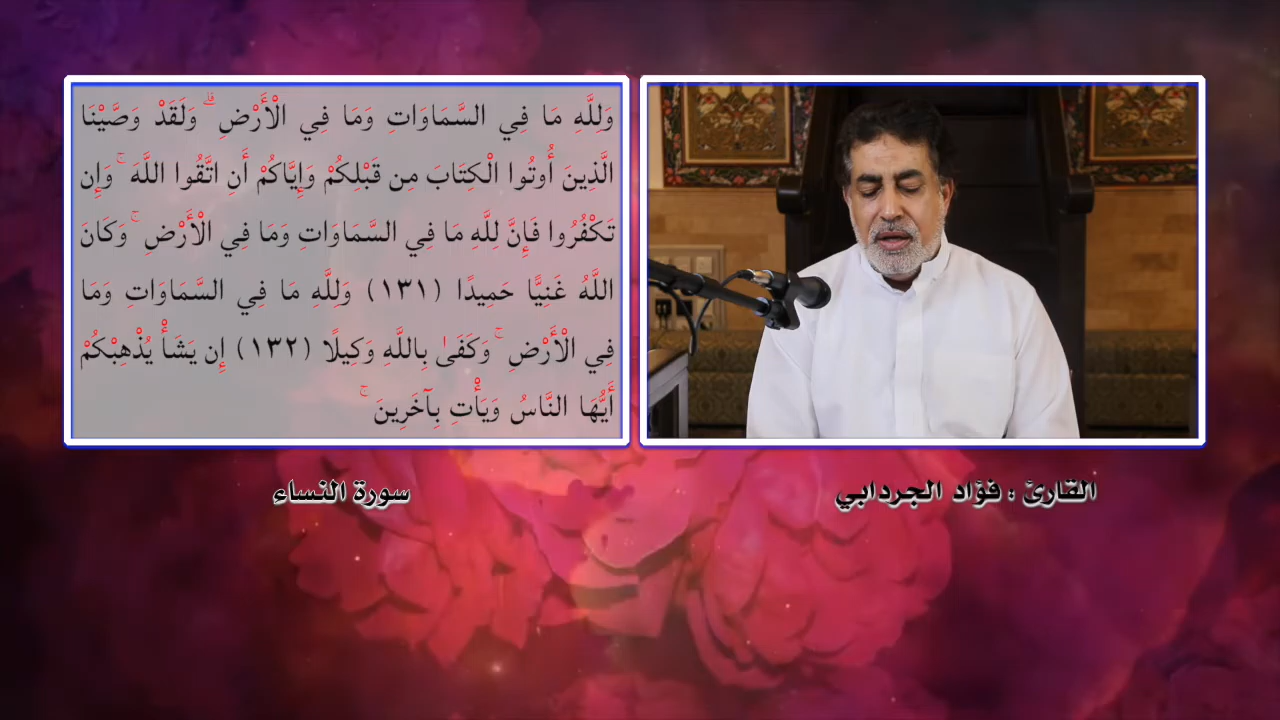 وَلِلَّهِ مَا فِي السَّمَاوَاتِ وَمَا فِي الْأَرْضِ ۗ وَلَقَدْ وَصَّيْنَا
الَّذِينَ أُوتُوا الْكِتَابَ مِن قَبْلِكُمْ وَإِيَّاكُمْ أَنِ اتَّقُوا اللَّهَ ۚ وَإِن
تَكْفُرُوا فَإِنَّ لِلَّهِ مَا فِي السَّمَاوَاتِ وَمَا فِي الْأَرْضِ ۚ وَكَانَ
اللَّهُ غَنِيًّا حَمِيدًا (١٣١) وَلِلَّهِ مَا فِي السَّمَاوَاتِ وَمَا
فِي الْأَرْضِ ۚ وَكَفَىٰ بِاللَّهِ وَكِيلًا (١٣٢) إِن يَشَأْ يُذْهِبْكُمْ
أَيُّهَا النَّاسُ وَيَأْتِ بِآخَرِينَ ۚ
القارئ : فؤاد الجردابي
سورة النساء